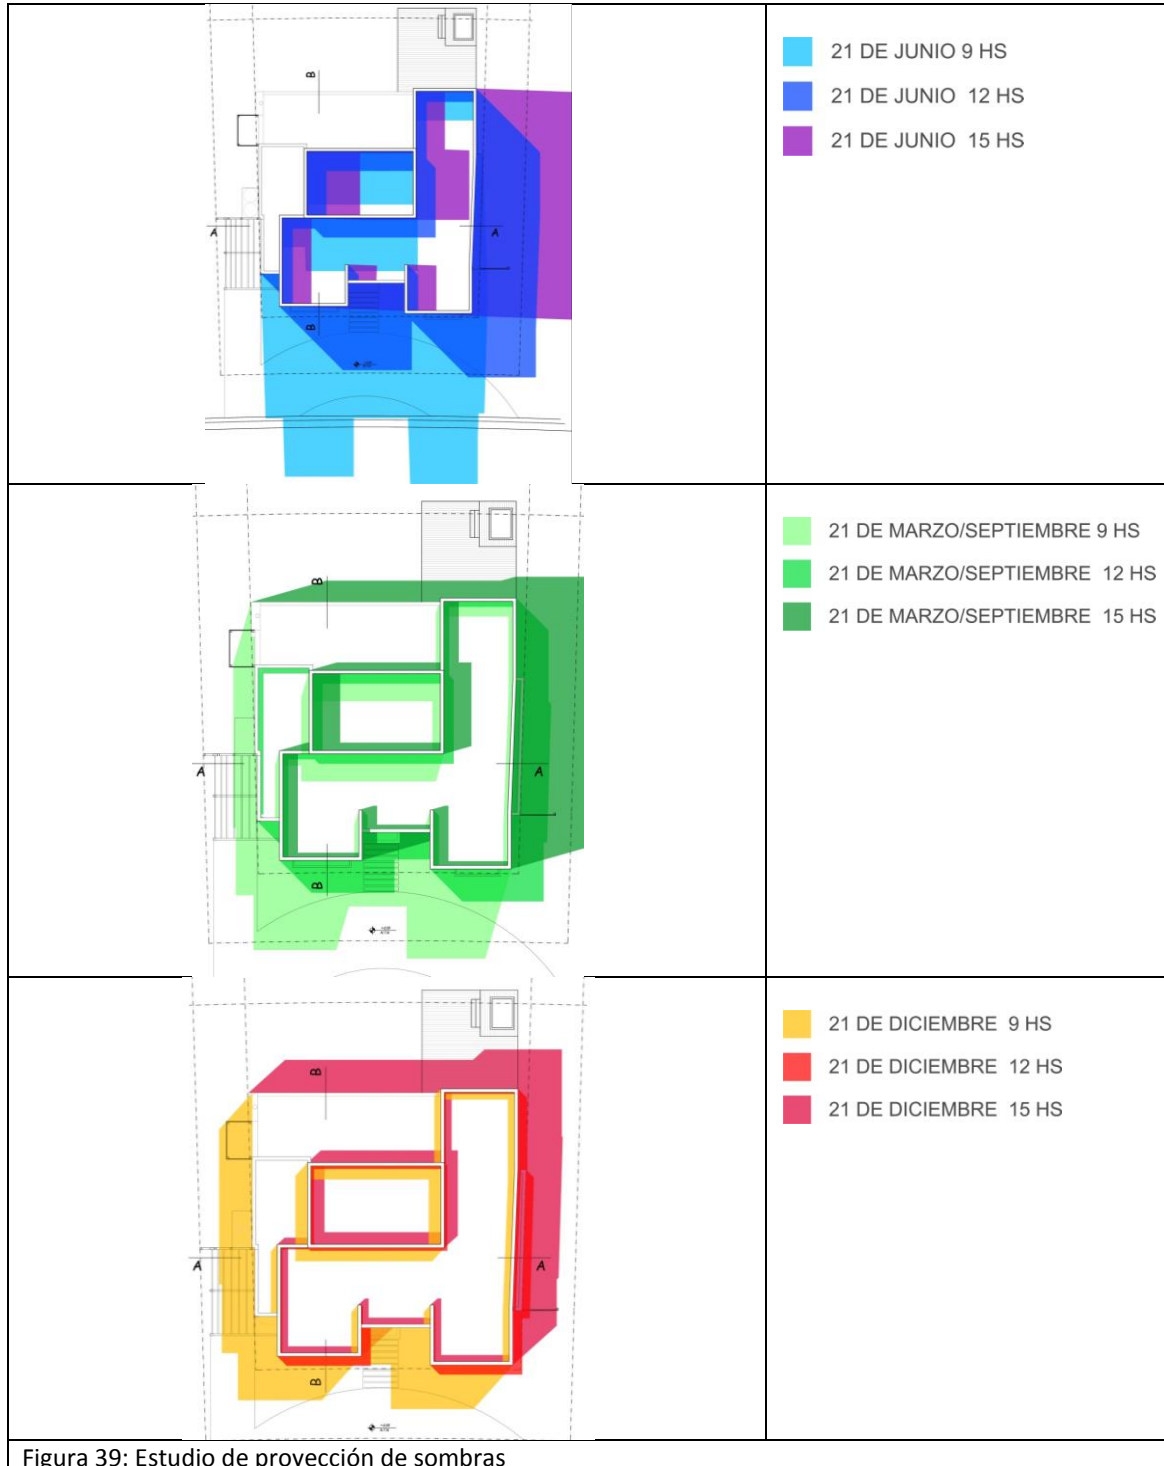 21 DE JUNIO 9 HS
21 DE JUNIO 12 HS
21 DE JUNIO 15 HS
B
A
A
B
21 DE MARZO/SEPTIEMBRE 9 HS
21 DE MARZO/SEPTIEMBRE 12 HS
21 DE MARZO/SEPTIEMBRE 15 HS
B
A
A
B
21 DE DICIEMBRE 9 HS
21 DE DICIEMBRE 12 HS
21 DE DICIEMBRE 15 HS
B
A
A
B
Figura 39: Estudio de proyección de sombras